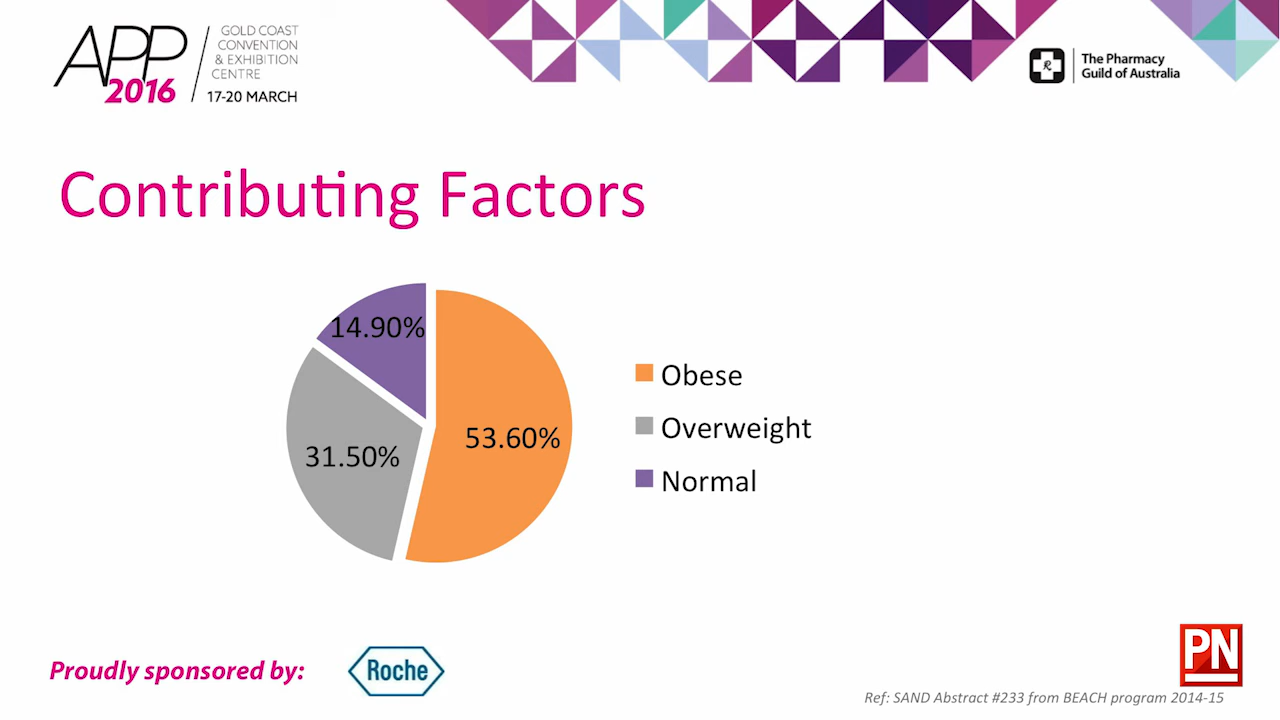 APP
2016
GOLD COAST
CONVENTION
& EXHIBITION
CENTRE
17-20 MARCH
The Pharmacy
Guild of Australia
Contributing Factors
14.90%
53.60%
31.50%
Obese
Overweight
Normal
Proudly sponsored by:
Roche
PN
Ref: SAND Abstract #233 from BEACH program 2014-15